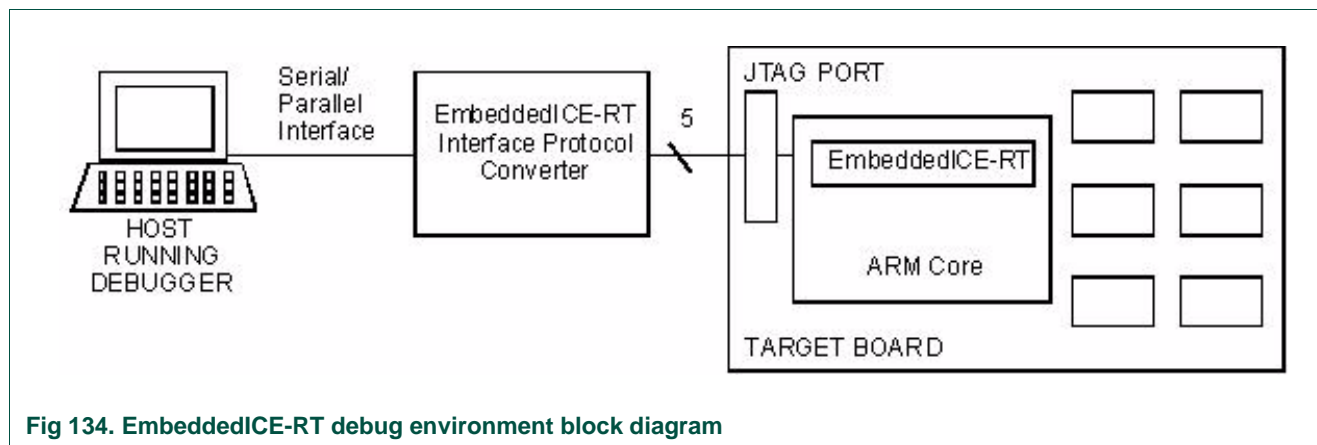 Serial/
Parallel
Interface
HOST
RUNNING
DEBUGGER
EmbeddedICE-RT
Interface Protocol
Converter
5
JTAG PORT
EmbeddedICE-RT
ARM Core
TARGET BOARD
Fig 134. EmbeddedICE-RT debug environment block diagram